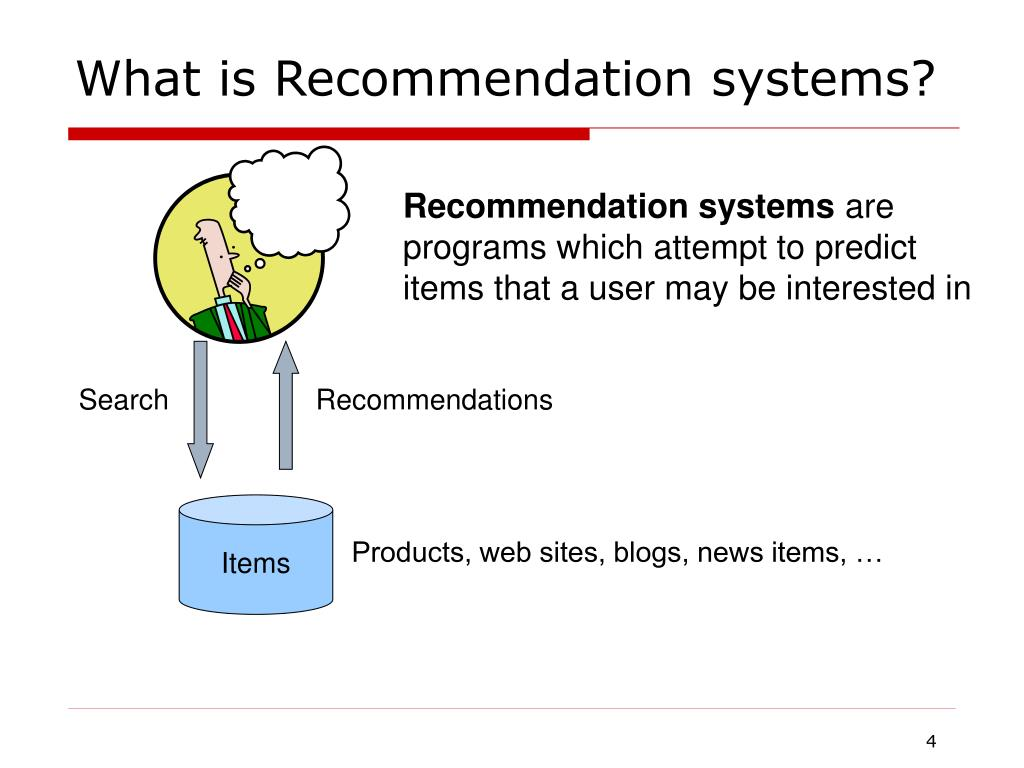 What is Recommendation systems?
Recommendation systems are
programs which attempt to predict
items that a user may be interested in
Search
Recommendations
Items
Products, web sites, blogs, news items, …
4